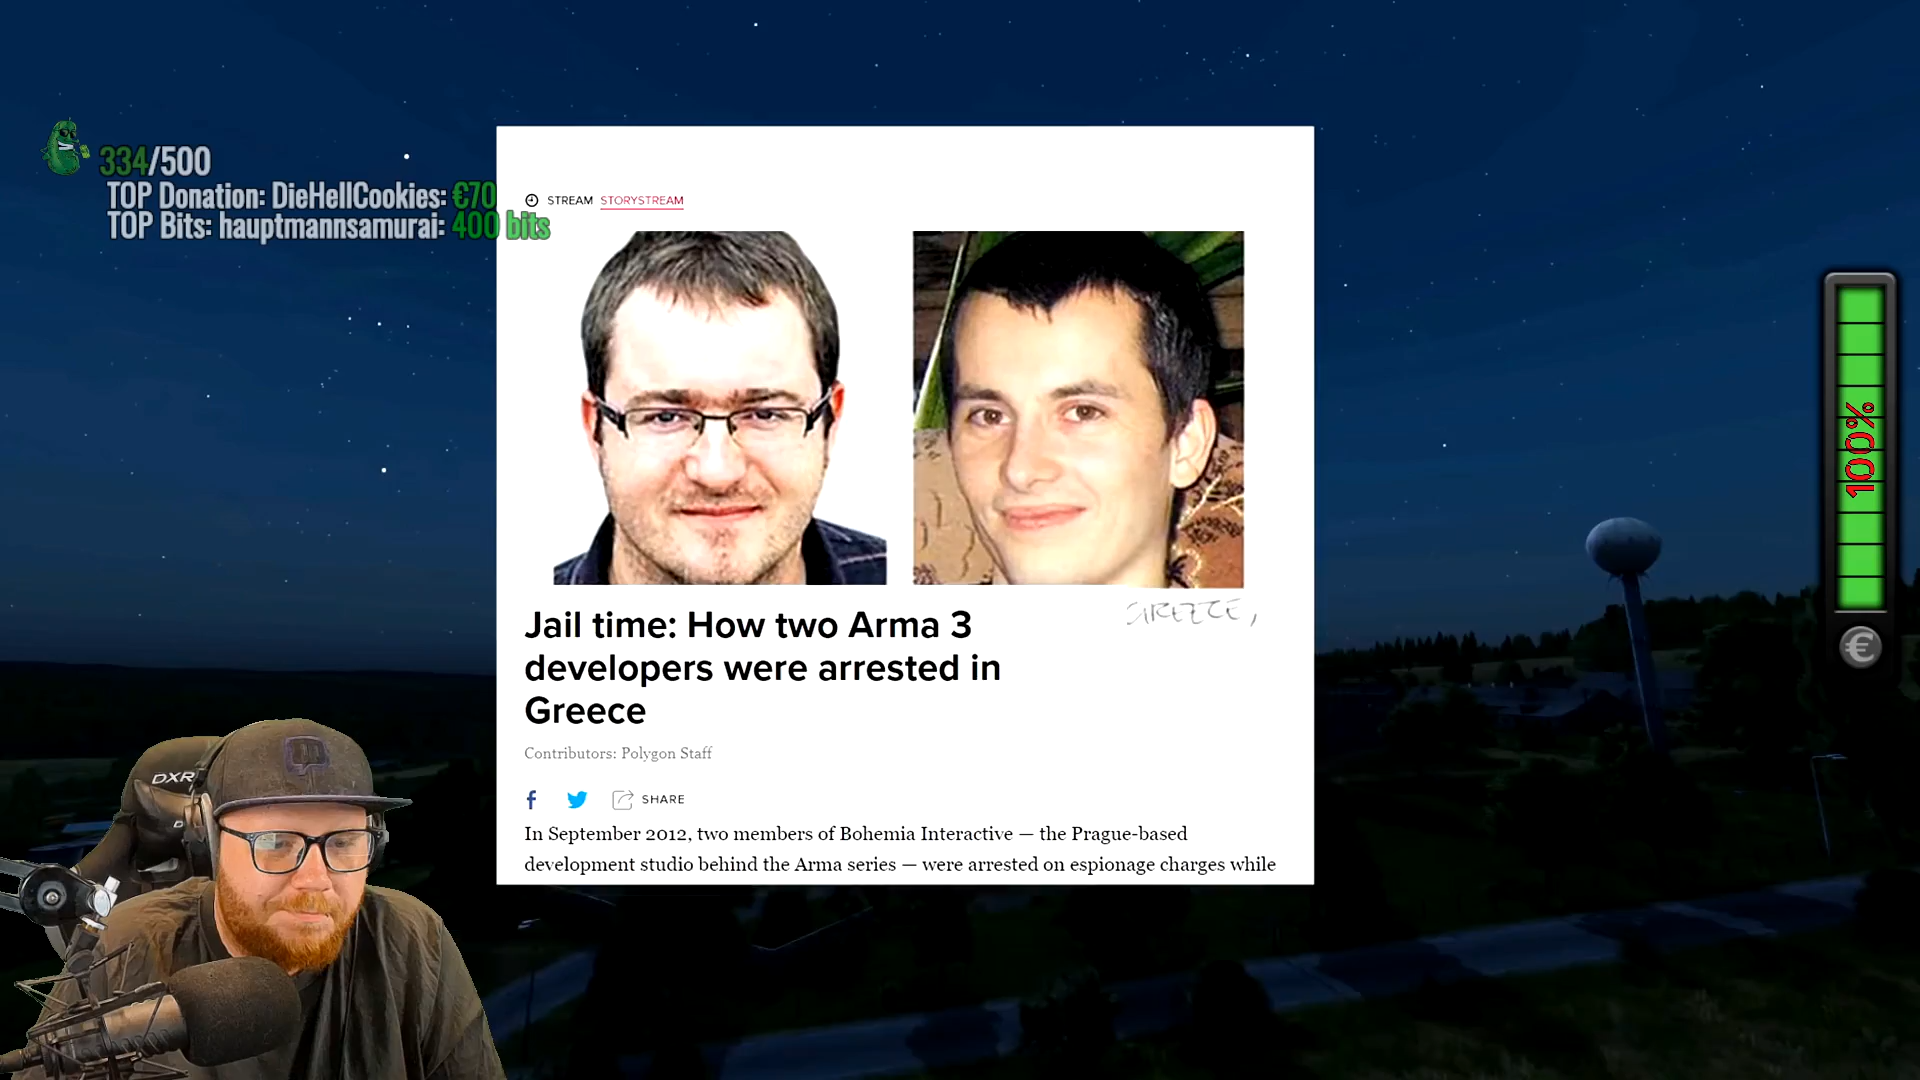 334/500
TOP Donation: DieHellCookies: €70
TOP Bits: hauptmannsamurai: 400 bits
STREAM STORYSTREAM
Jail time: How two Arma 3
developers were arrested in
Greece
Contributors: Polygon Staff
SHARE
In September 2012, two members of Bohemia Interactive — the Prague-based
development studio behind the Arma series — were arrested on espionage charges while
100%
€
DXR